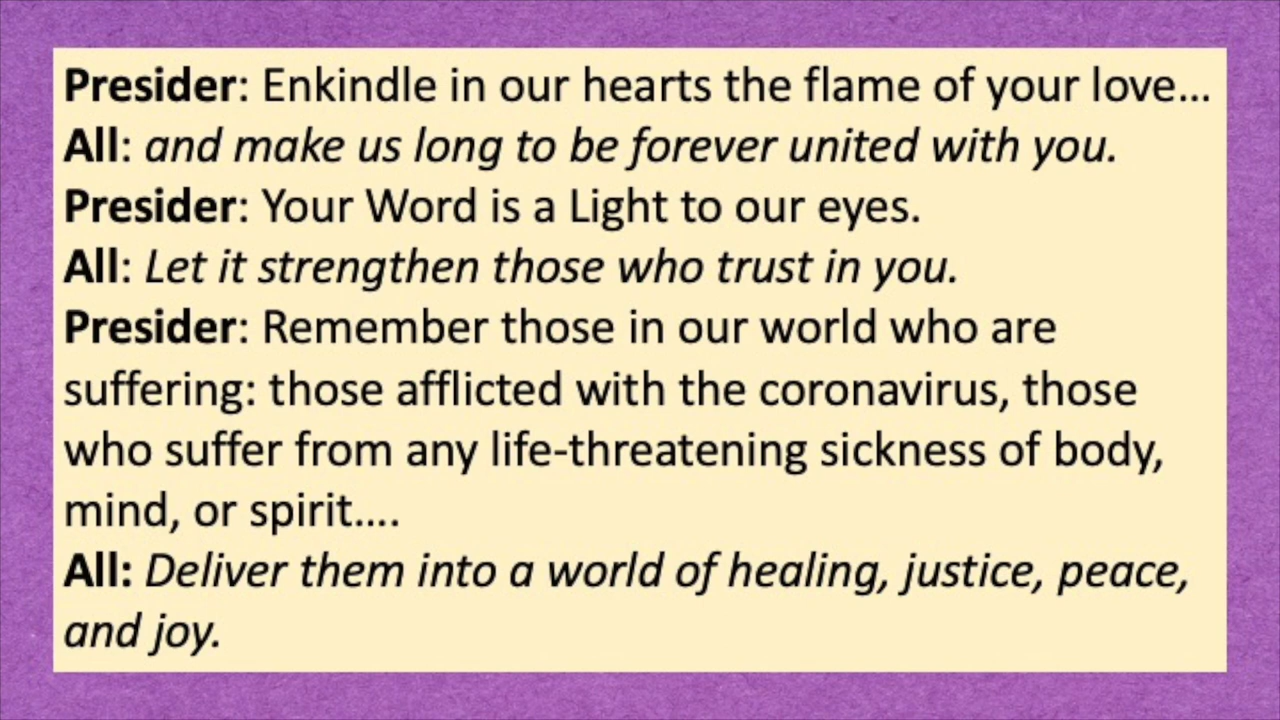 Presider: Enkindle in our hearts the flame of your love…
All: and make us long to be forever united with you.
Presider: Your Word is a Light to our eyes.
All: Let it strengthen those who trust in you.
Presider: Remember those in our world who are
suffering: those afflicted with the coronavirus, those
who suffer from any life-threatening sickness of body,
mind, or spirit….
All: Deliver them into a world of healing, justice, peace,
and joy.